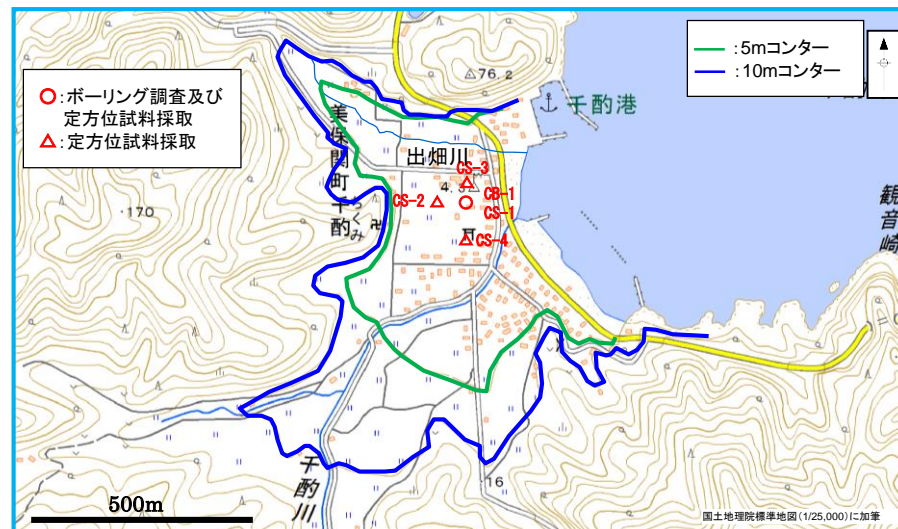 :5mコンター
:10mコンター
:ボーリング調査及び
定方位試料採取
:定方位試料採取
76.2
千酌港
美保関町千酌
ちくみ
出畑川
CS-3
4.3
CS-2
CB-1
CS-1
CS-4
・170
観音崎
千酌川
16
500m
国土地理院標準地図(1/25,000)に加筆